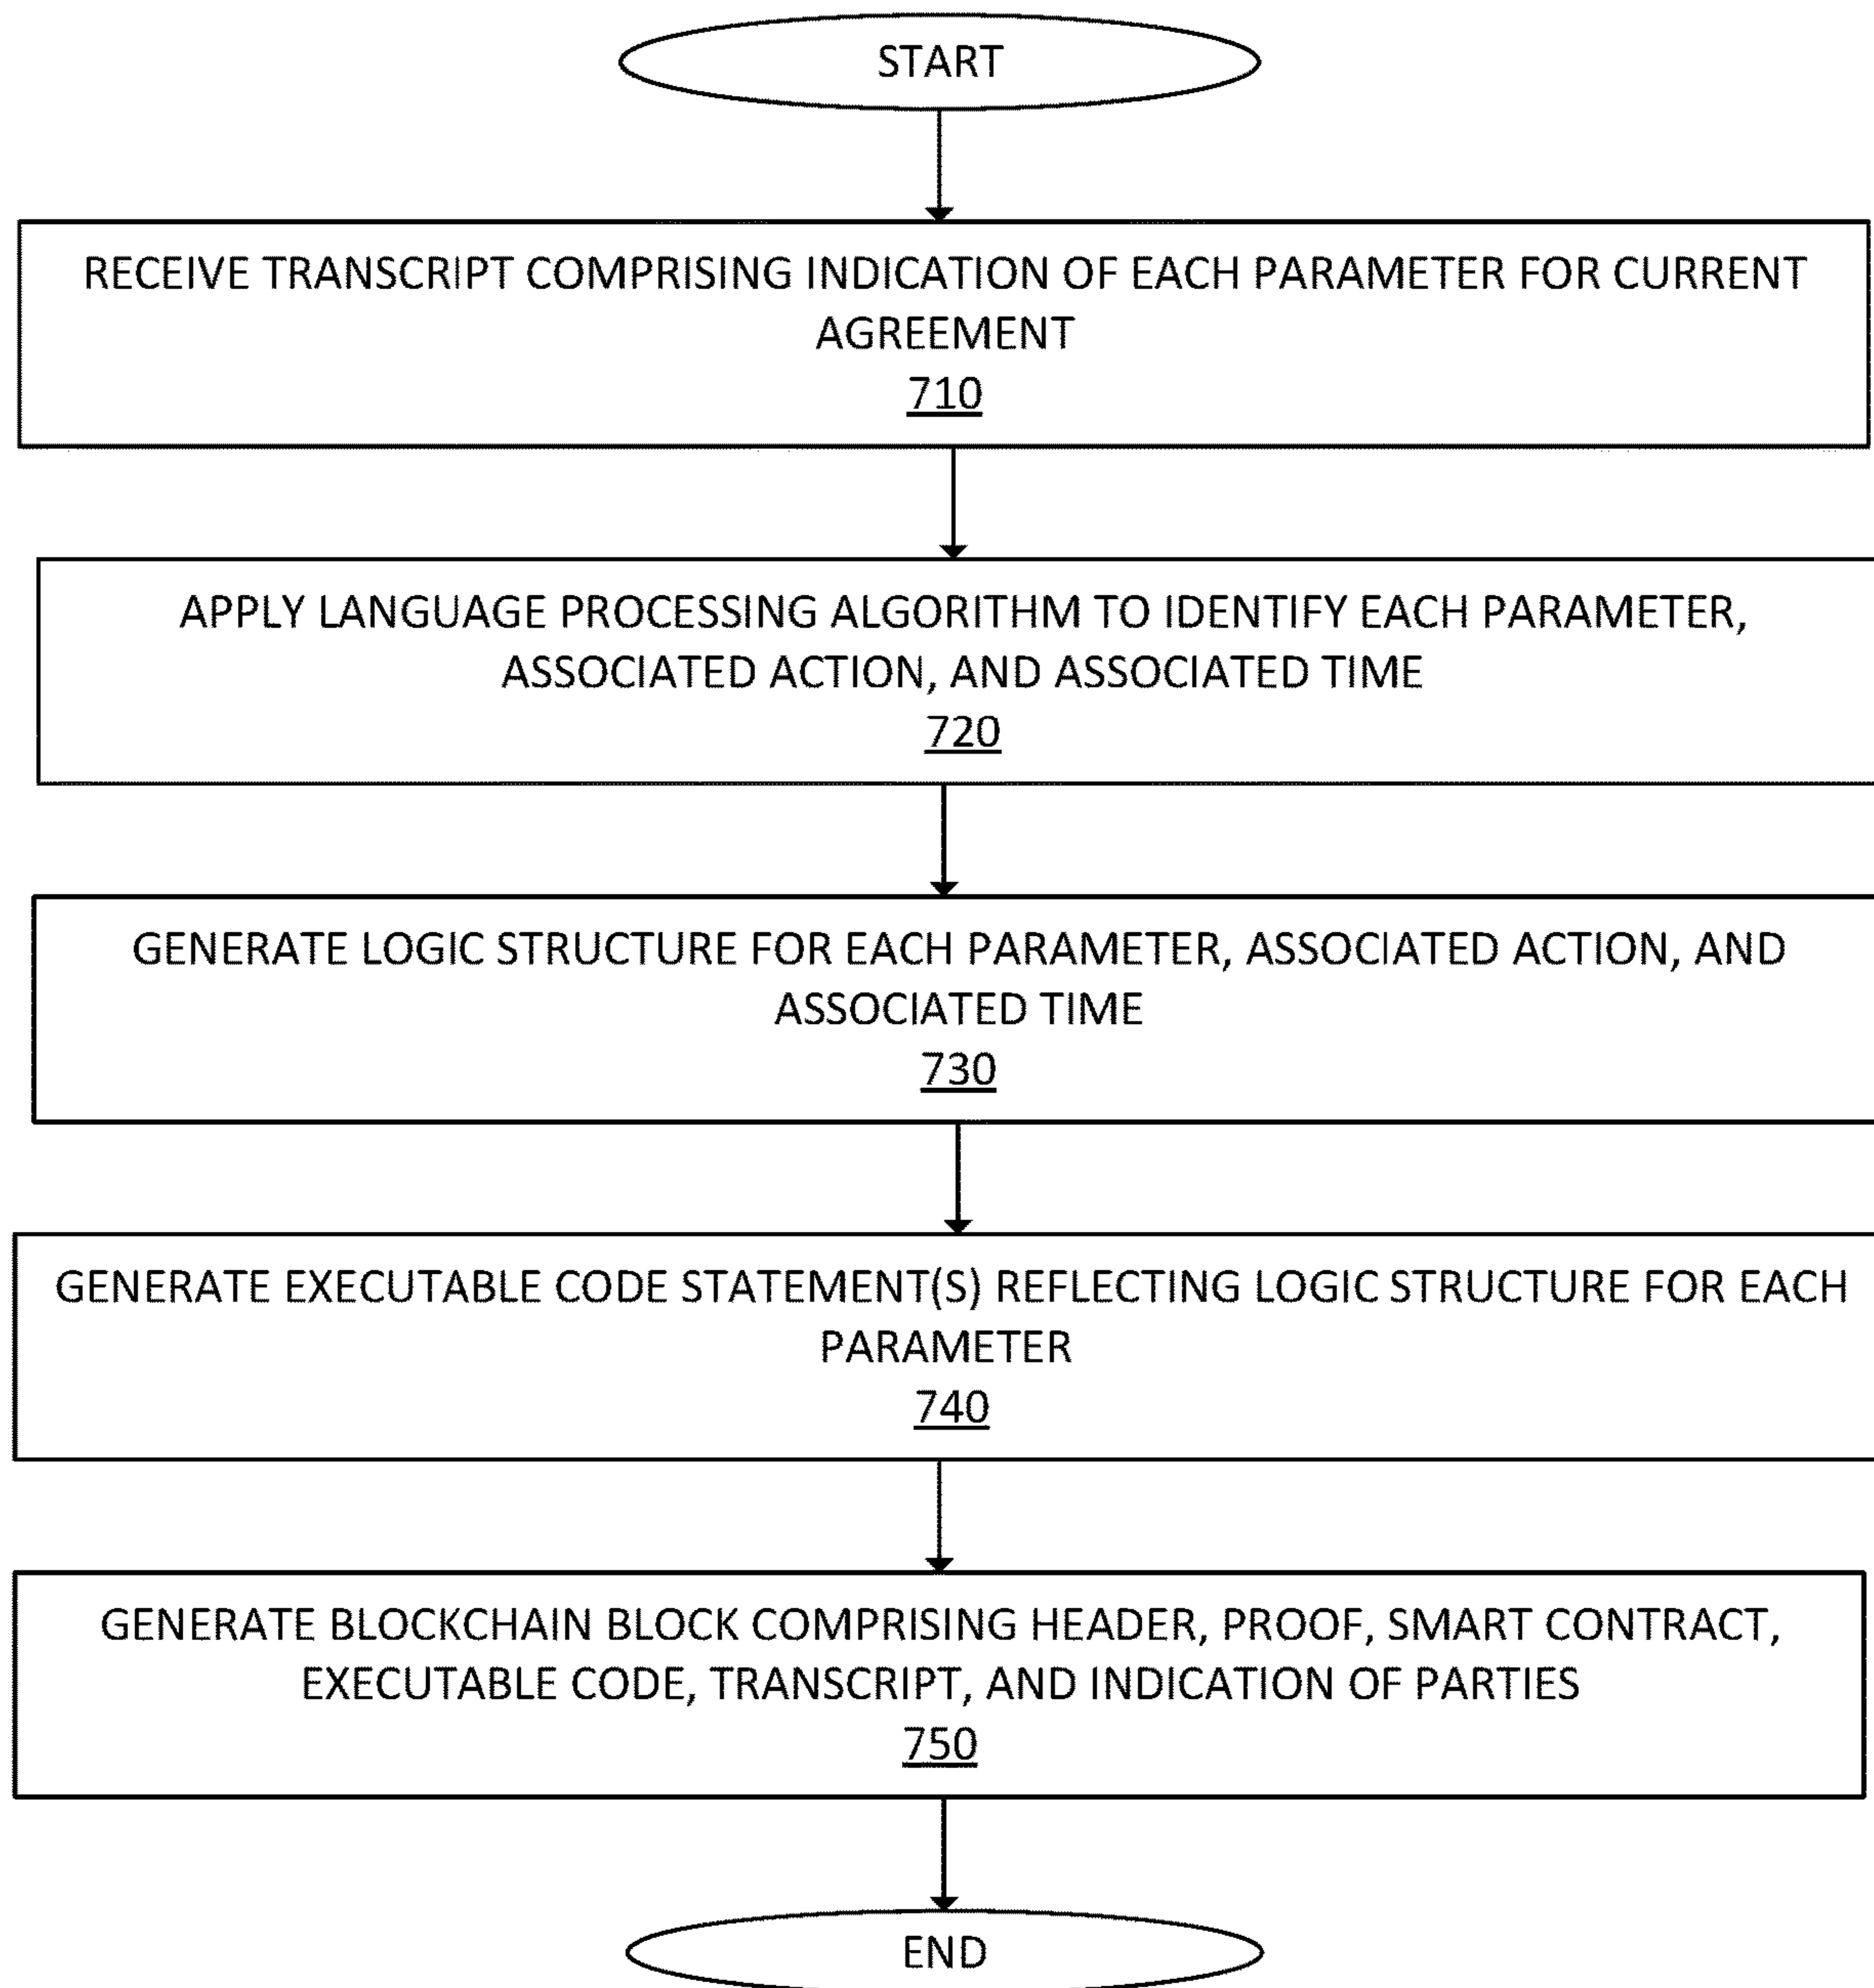 START
RECEIVE TRANSCRIPT COMPRISING INDICATION OF EACH PARAMETER FOR CURRENT
AGREEMENT
710
APPLY LANGUAGE PROCESSING ALGORITHM TO IDENTIFY EACH PARAMETER,
ASSOCIATED ACTION, AND ASSOCIATED TIME
720
GENERATE LOGIC STRUCTURE FOR EACH PARAMETER, ASSOCIATED ACTION, AND
ASSOCIATED TIME
730
GENERATE EXECUTABLE CODE STATEMENT(S) REFLECTING LOGIC STRUCTURE FOR EACH
PARAMETER
740
GENERATE BLOCKCHAIN BLOCK COMPRISING HEADER, PROOF, SMART CONTRACT,
EXECUTABLE CODE, TRANSCRIPT, AND INDICATION OF PARTIES
750
END